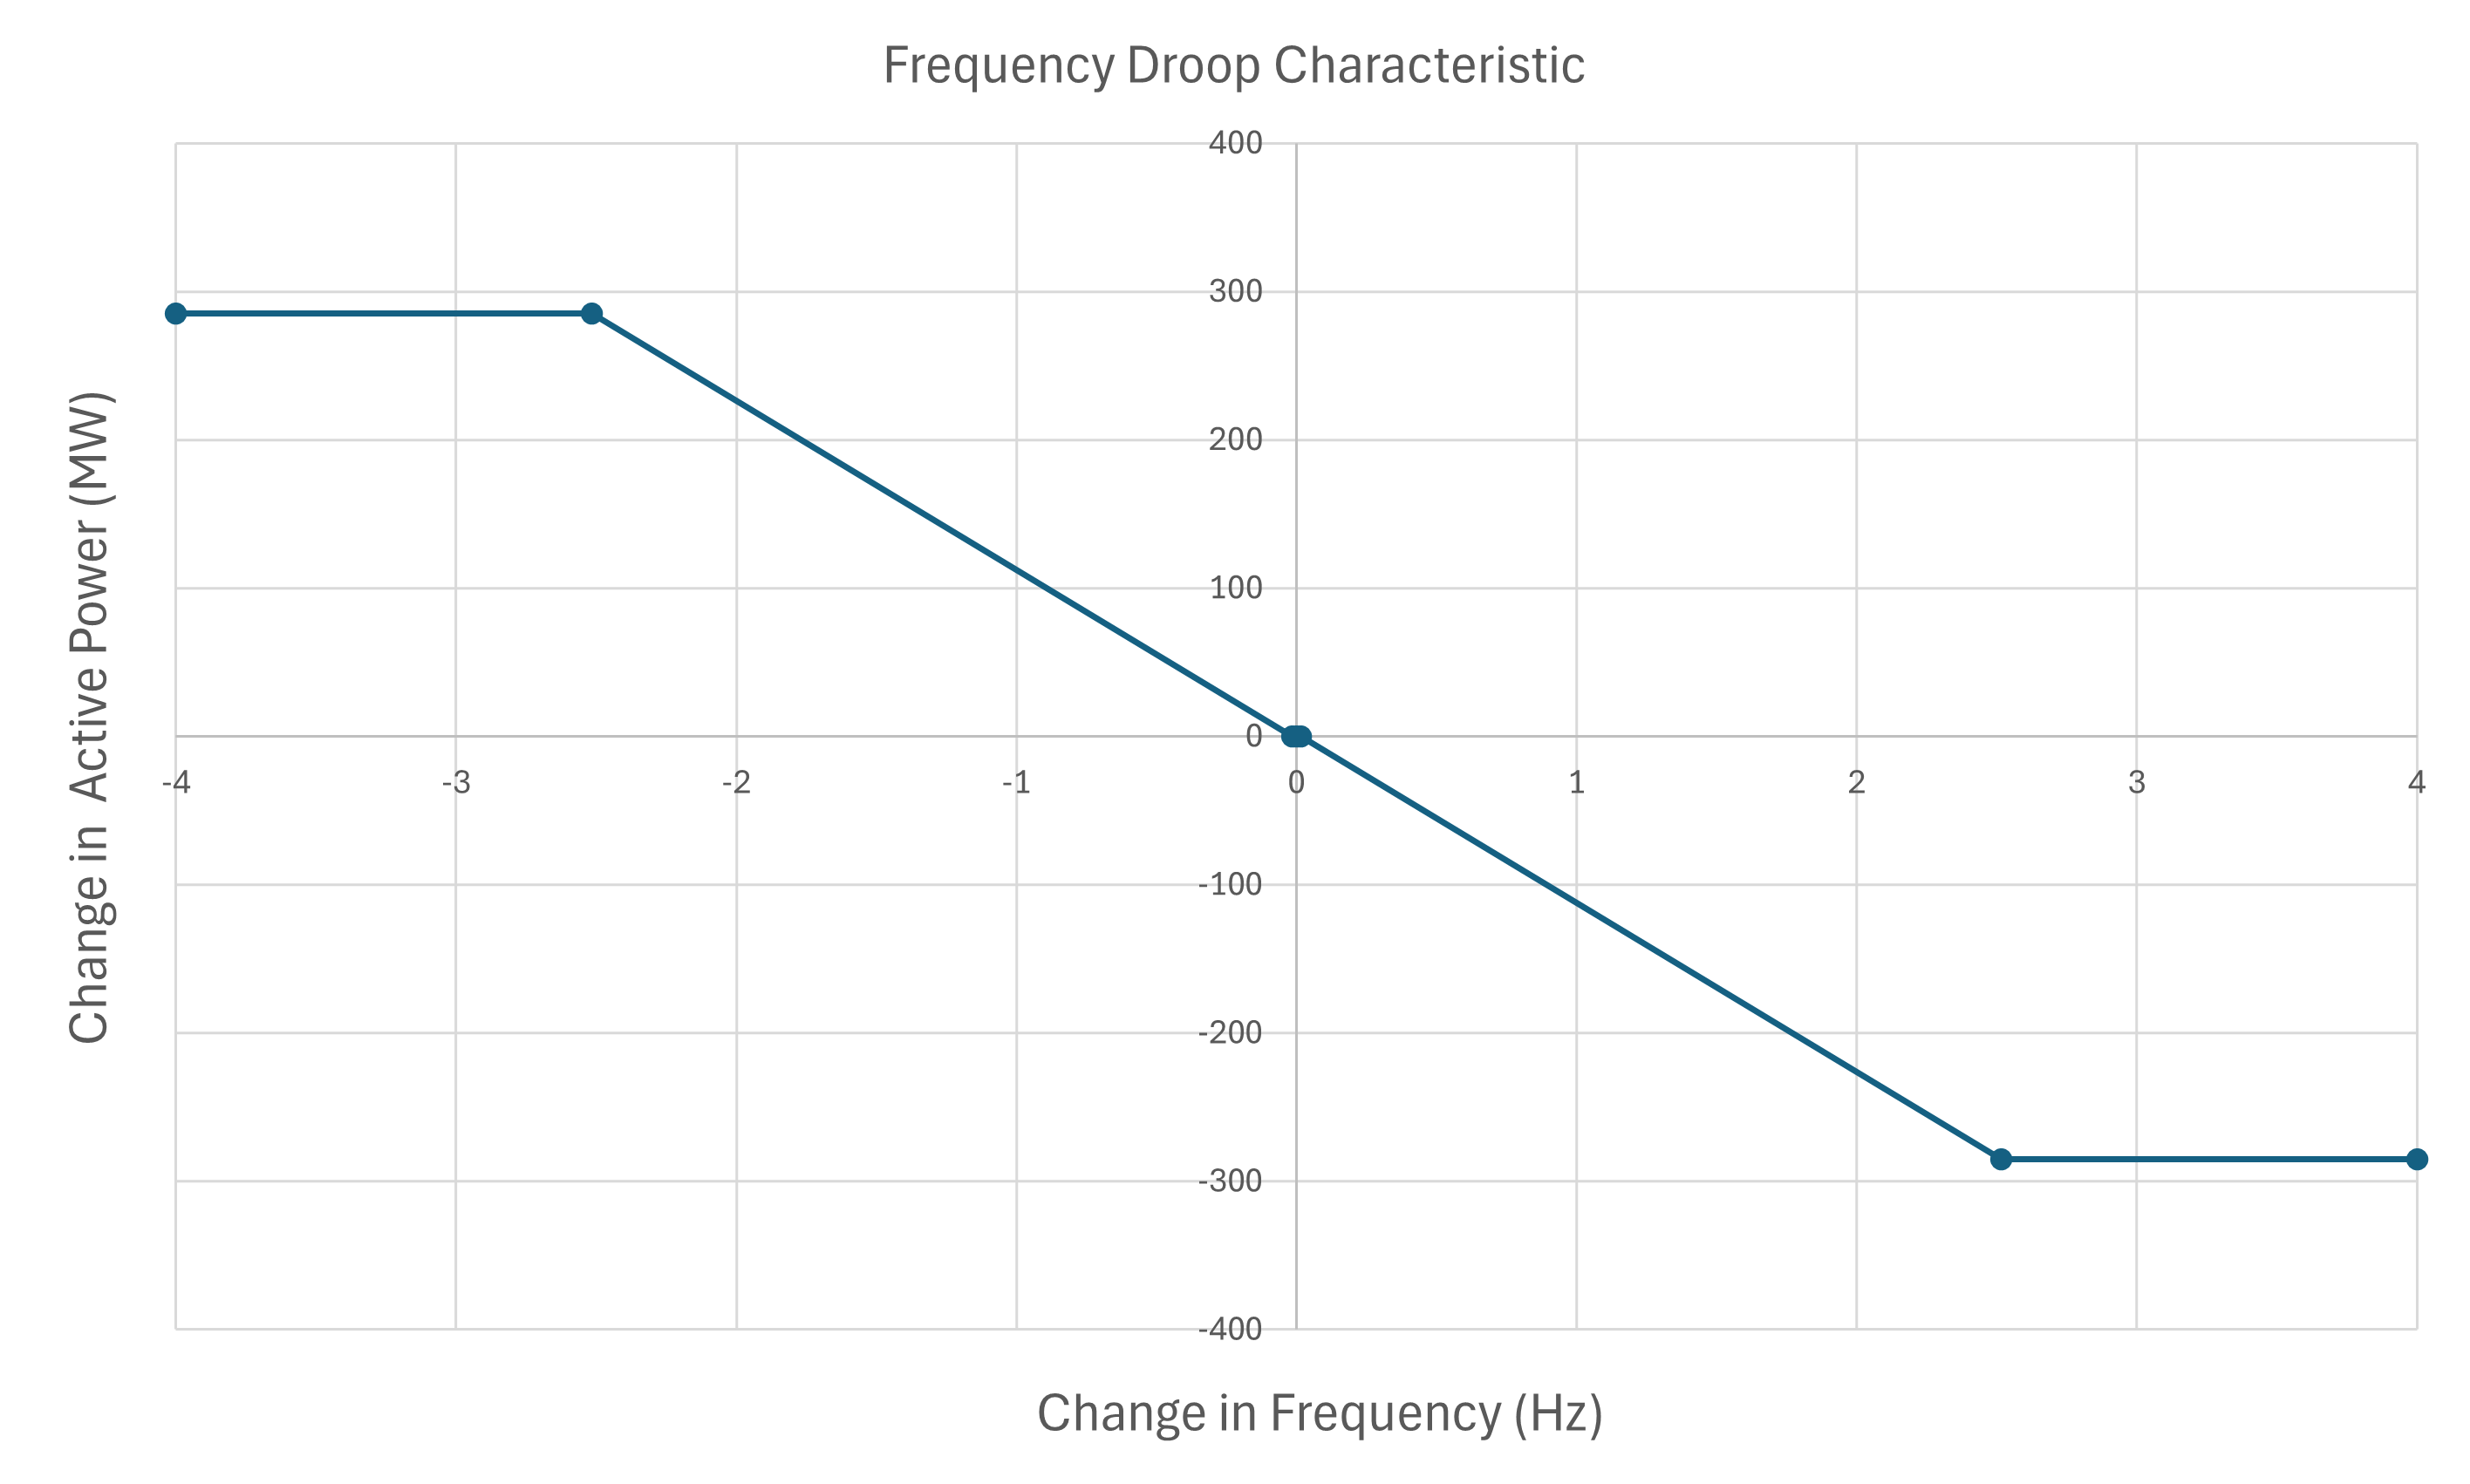 Frequency Droop Characteristic
400
300
200
100
0
-4 -3 -2 -1 0 1 2 3 4
-100
-200
-300
-400
Change in Active Power (MW)
Change in Frequency (Hz)